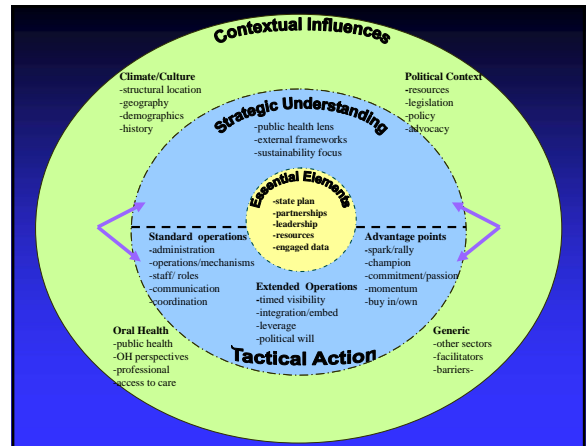 Contextual Influences
Climate/Culture
-structural location
-geography
-demographics
-history
Political Context
-resources
-legislation
-policy
-advocacy
Strategic Understanding
-public health lens
-external frameworks
-sustainability focus
Essential Elements
-state plan
-partnerships
-leadership
-resources
-engaged data
Standard operations
-administration
-operations/mechanisms
-staff/ roles
-communication
-coordination
Extended Operations
-timed visibility
-integration/embed
-leverage
-political will
Advantage points
-spark/rally
-champion
-commitment/passion
-momentum
-buy in/own
Tactical Action
Oral Health
-public health
-OH perspectives
-professional
-access to care
Generic
-other sectors
-facilitators
-barriers-